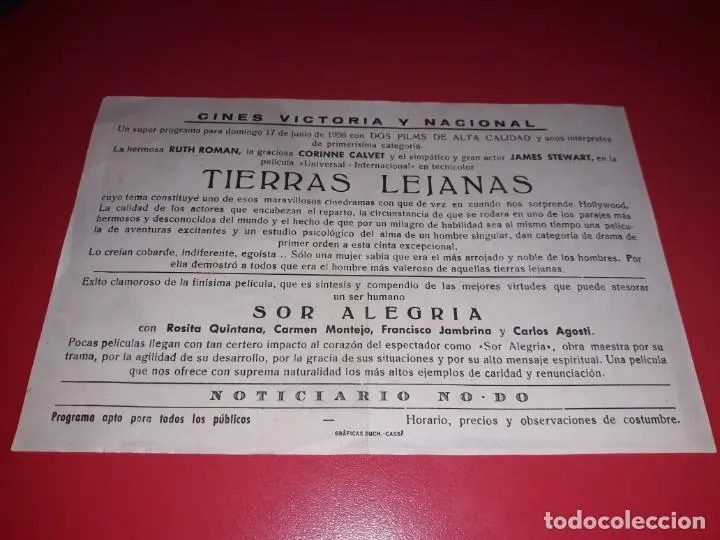 CINES VICTORIA Y NACIONAL
Un super programa para domingo 17 de junio de 1956 con DOS FILMS DE ALTA CALIDAD y unos intérpretes
de primerísima categoría.
La hermosa RUTH ROMAN, la graciosa CORINNE CALVET y el simpático y gran actor JAMES STEWART, en la
película «Universal - Internacional» en tecnicolor
TIERRAS LEJANAS
cuyo tema constituye uno de esos maravillosos cinedramas con que de vez en cuando nos sorprende Hollywood.
La calidad de los actores que encabezan el reparto, la circunstancia de que se rodara en uno de los parajes más
hermosos y desconocidos del mundo y el hecho de que por un milagro de habilidad sea al mismo tiempo una pelicu-
la de aventuras excitantes y un estudio psicológico del alma de un hombre singular, dan categoría de drama de
primer orden a esta cinta excepcional.
Lo creían cobarde, indiferente, egoísta... Sólo una mujer sabía que era el más arrojado y noble de los hombres. Por
ella demostró a todos que era el hombre más valeroso de aquellas tierras lejanas.
Exito clamoroso de la finísima película, que es síntesis y compendio de las mejores virtudes que puede atesorar
un ser humano
SOR ALEGRIA
con Rosita Quintana, Carmen Montejo, Francisco Jambrina y Carlos Agosti.
Pocas películas llegan con tan certero impacto al corazón del espectador como «Sor Alegría», obra maestra por su
trama, por la agilidad de su desarrollo, por la gracia de sus situaciones y por su alto mensaje espiritual. Una película
que nos ofrece con suprema naturalidad los más altos ejemplos de caridad y renunciación.
NOTICIARIO NO-DO
Programa apto para todos los públicos — Horario, precios y observaciones de costumbre.
GRÁFICAS DUCH.-CASSÁ
todocoleccion.net